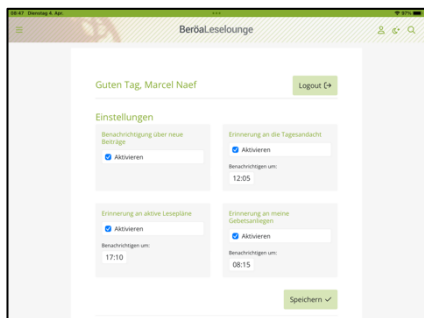 09:47 Dienstag 4. Apr.
87%
BeröaLeselounge
Guten Tag, Marcel Naef
Logout
Einstellungen
Benachrichtigung über neue
Beiträge
Aktivieren
Erinnerung an die Tagesandacht
Aktivieren
Benachrichtigen um:
12:05
Erinnerung an aktive Lesepläne
Aktivieren
Benachrichtigen um:
17:10
Erinnerung an meine
Gebetsanliegen
Aktivieren
Benachrichtigen um:
08:15
Speichern